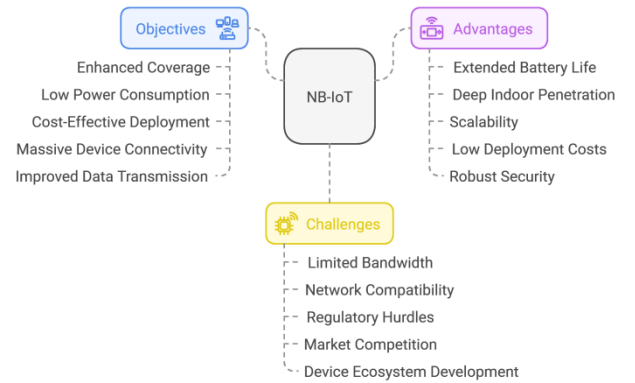 Objectives
Enhanced Coverage
Low Power Consumption
Cost-Effective Deployment
Massive Device Connectivity
Improved Data Transmission
NB-IoT
Advantages
Extended Battery Life
Deep Indoor Penetration
Scalability
Low Deployment Costs
Robust Security
Challenges
Limited Bandwidth
Network Compatibility
Regulatory Hurdles
Market Competition
Device Ecosystem Development